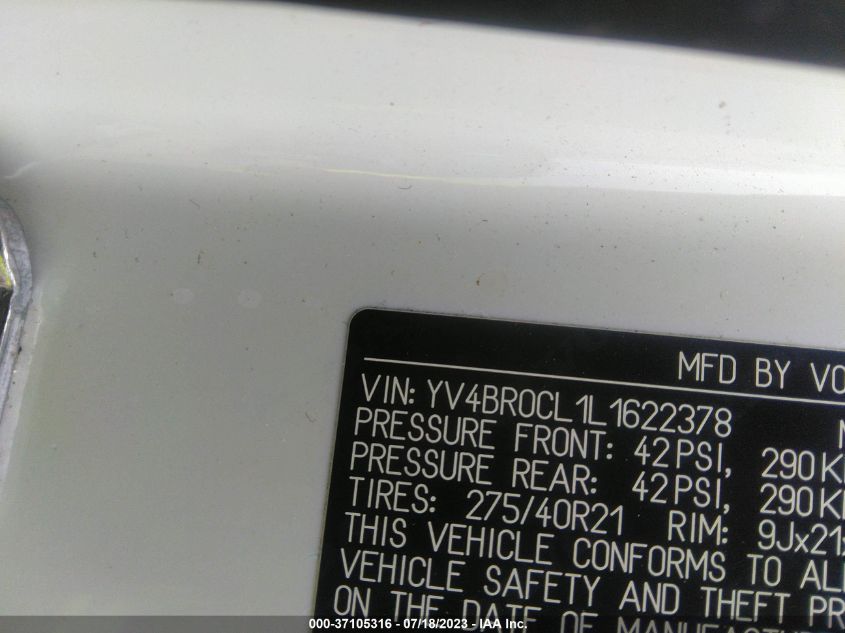 MFD BY VO
VIN: YV4BR0CL1L1622378
PRESSURE FRONT: 42PSI, 290K
PRESSURE REAR: 42PSI, 290K
TIRES: 275/40R21 RIM: 9Jx21
THIS VEHICLE CONFORMS TO ALL
VEHICLE SAFETY AND THEFT PR
ON THE DATE OF MANUFACT
000-37105316 - 07/18/2023 - IAA Inc.